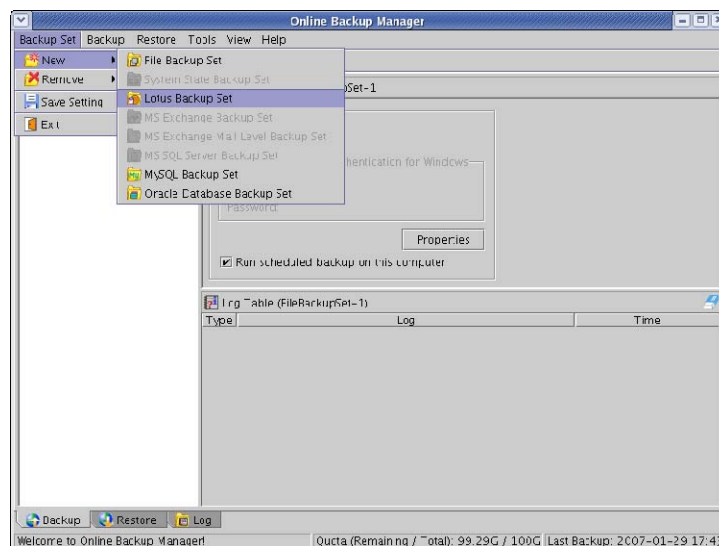 Online Backup Manager
Backup Set Backup Restore Tools View Help
New
Remove
Save Setting
Exit
File Backup Set
System State Backup Set
Lotus Backup Set
MS Exchange Backup Set
MS Exchange Mail Level Backup Set
MS SQL Server Backup Set
MySQL Backup Set
Oracle Database Backup Set
Set-1
hentication for Windows
Password
Properties
Run scheduled backup on this computer
Log Table (FileBackupSet-1)
Type Log Time
Backup Restore Log
Welcome to Online Backup Manager! Quota (Remaining / Total): 99.29G / 100G Last Backup: 2007-01-29 17:4